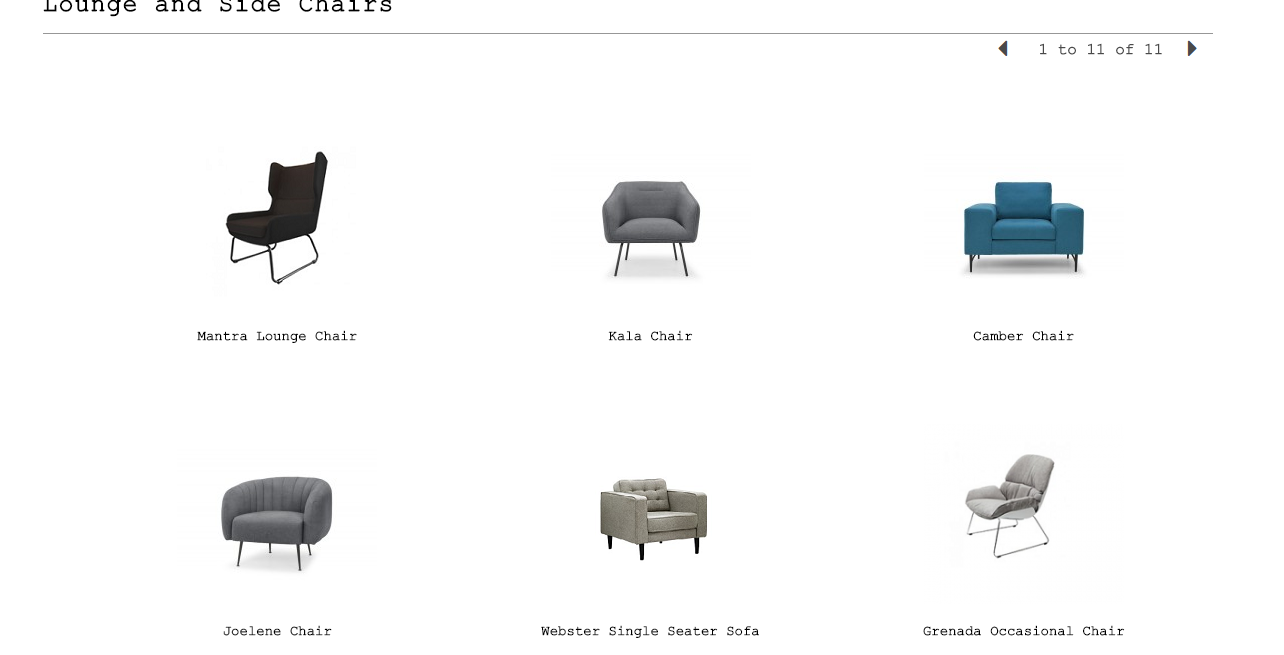 Lounge and Side Chairs
1 to 11 of 11
Mantra Lounge Chair
Kala Chair
Camber Chair
Joelene Chair
Webster Single Seater Sofa
Grenada Occasional Chair